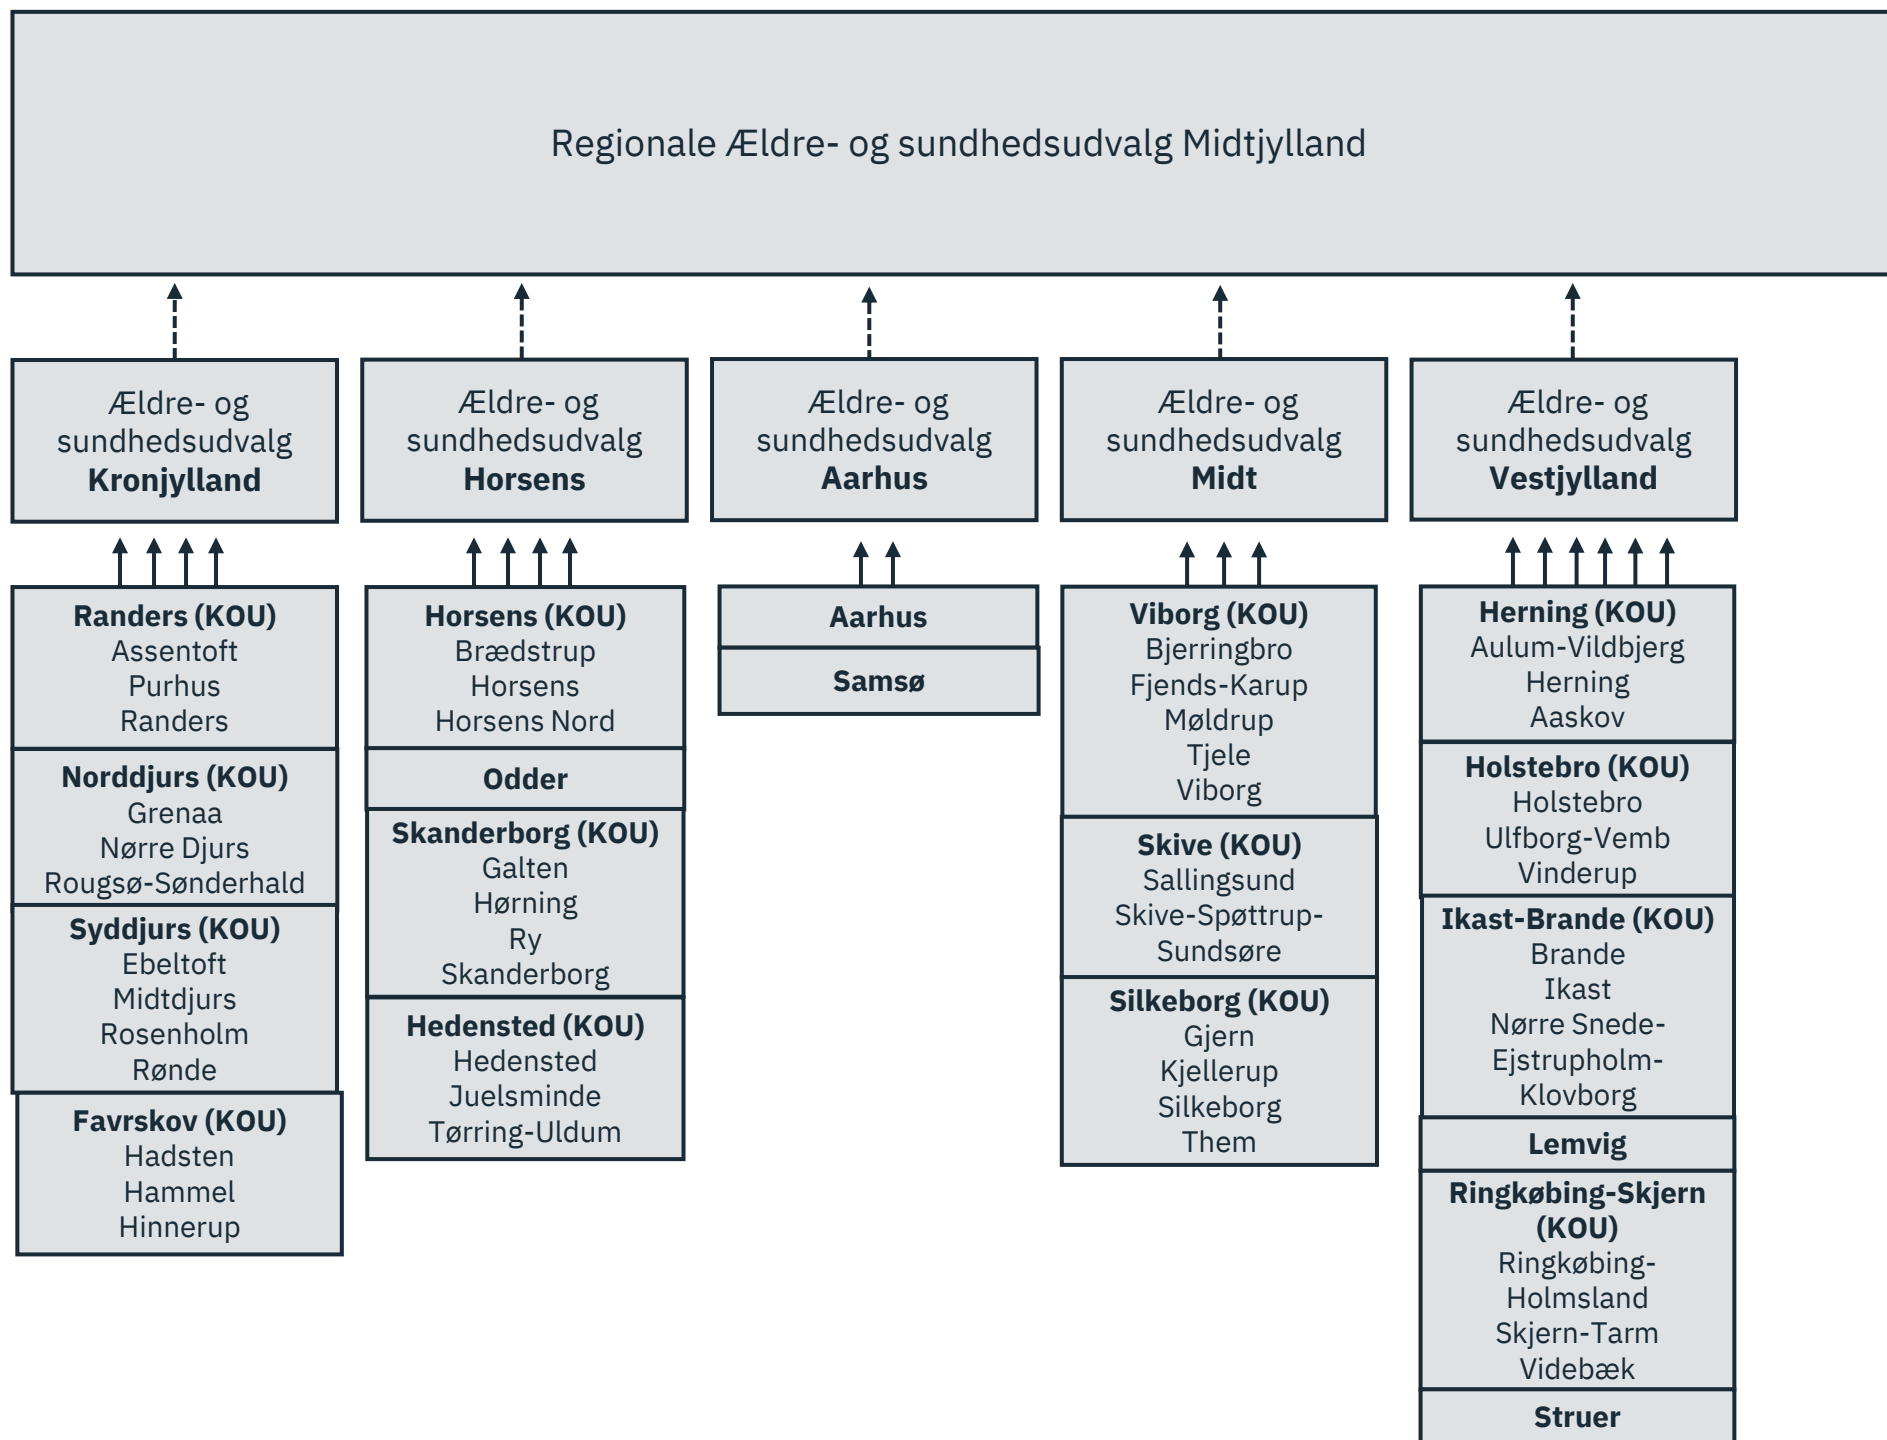 Regionale Ældre- og sundhedsudvalg Midtjylland
Ældre- og
sundhedsudvalg
Kronjylland
Ældre- og
sundhedsudvalg
Horsens
Ældre- og
sundhedsudvalg
Aarhus
Ældre- og
sundhedsudvalg
Midt
Ældre- og
sundhedsudvalg
Vestjylland
Randers (KOU)
Assentoft
Purhus
Randers
Norddjurs (KOU)
Grenaa
Nørre Djurs
Rougsø-Sønderhald
Syddjurs (KOU)
Ebeltoft
Midtdjurs
Rosenholm
Rønde
Favrskov (KOU)
Hadsten
Hammel
Hinnerup
Horsens (KOU)
Brædstrup
Horsens
Horsens Nord
Odder
Skanderborg (KOU)
Galten
Hørning
Ry
Skanderborg
Hedensted (KOU)
Hedensted
Juelsminde
Tørring-Uldum
Aarhus
Samsø
Viborg (KOU)
Bjerringbro
Fjends-Karup
Møldrup
Tjele
Viborg
Skive (KOU)
Sallingsund
Skive-Spøttrup-
Sundsøre
Silkeborg (KOU)
Gjern
Kjellerup
Silkeborg
Them
Herning (KOU)
Aulum-Vildbjerg
Herning
Aaskov
Holstebro (KOU)
Holstebro
Ulfborg-Vemb
Vinderup
Ikast-Brande (KOU)
Brande
Ikast
Nørre Snede-
Ejstrupholm-
Klovborg
Lemvig
Ringkøbing-Skjern
(KOU)
Ringkøbing-
Holmsland
Skjern-Tarm
Videbæk
Struer